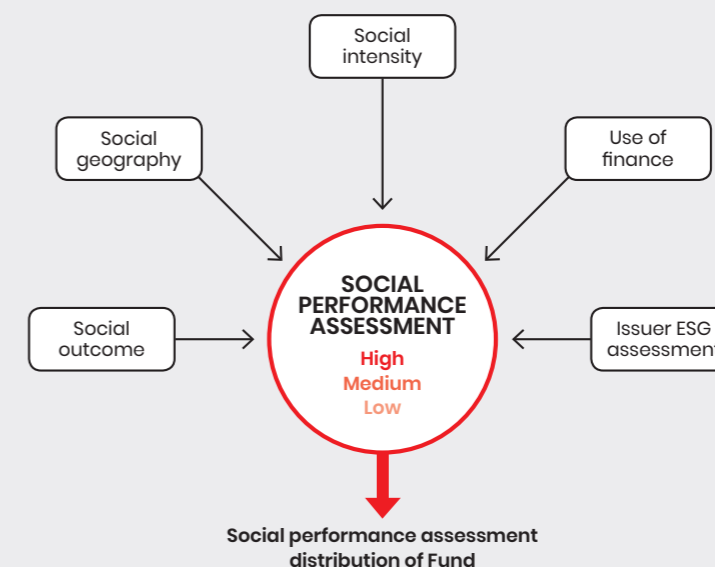 Social
intensity
Social
geography
Use of
finance
Social
outcome
SOCIAL
PERFORMANCE
ASSESSMENT
High
Medium
Low
Issuer ESG
assessment
Social performance assessment
distribution of Fund